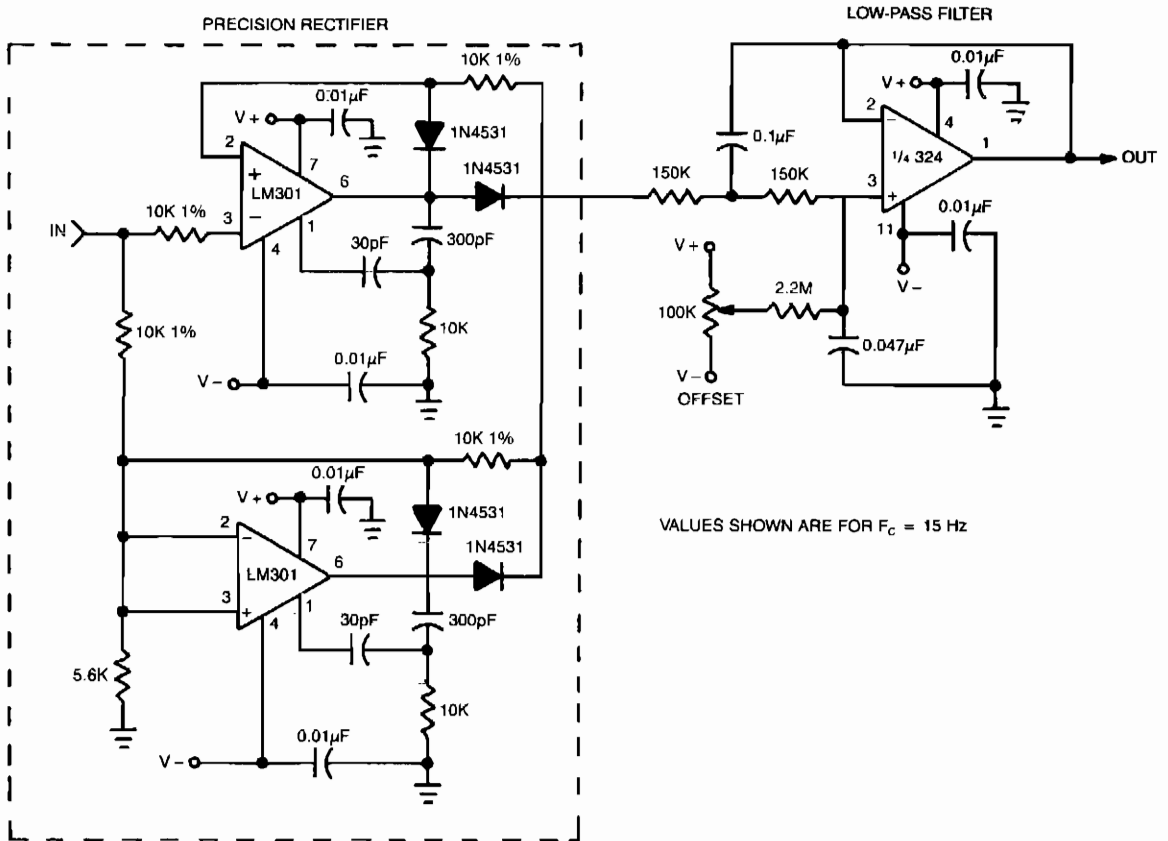 PRECISION RECTIFIER
LOW-PASS FILTER
10K 1%
0.01µF
V+
7
2
+
LM301
−
3
6
1
4
1N4531
1N4531
IN
10K 1%
30pF
300pF
10K 1%
10K
0.01µF
V−
150K
0.1µF
150K
V+
0.01µF
4
2
−
1/4 324
1
OUT
3
+
11
0.01µF
V−
V+
100K
2.2M
V−
OFFSET
0.047µF
10K 1%
0.01µF
V+
7
2
−
LM301
3
+
6
1
4
1N4531
1N4531
30pF
300pF
5.6K
10K
0.01µF
V−
VALUES SHOWN ARE FOR Fc = 15 Hz